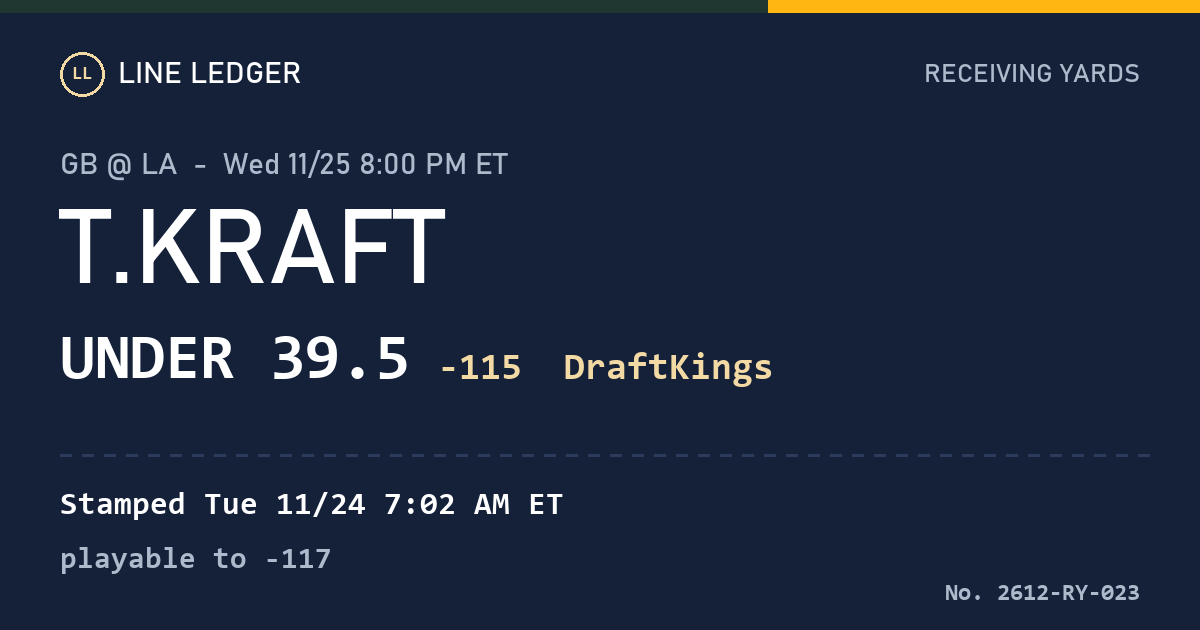 LL LINE LEDGER
RECEIVING YARDS
GB @ LA - Wed 11/25 8:00 PM ET
T.KRAFT
UNDER 39.5 -115 DraftKings
Stamped Tue 11/24 7:02 AM ET
playable to -117
No. 2612-RY-023